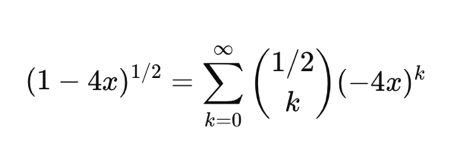 (1 − 4x)^{1/2} = \sum_{k=0}^{\infty} \binom{1/2}{k} (−4x)^k